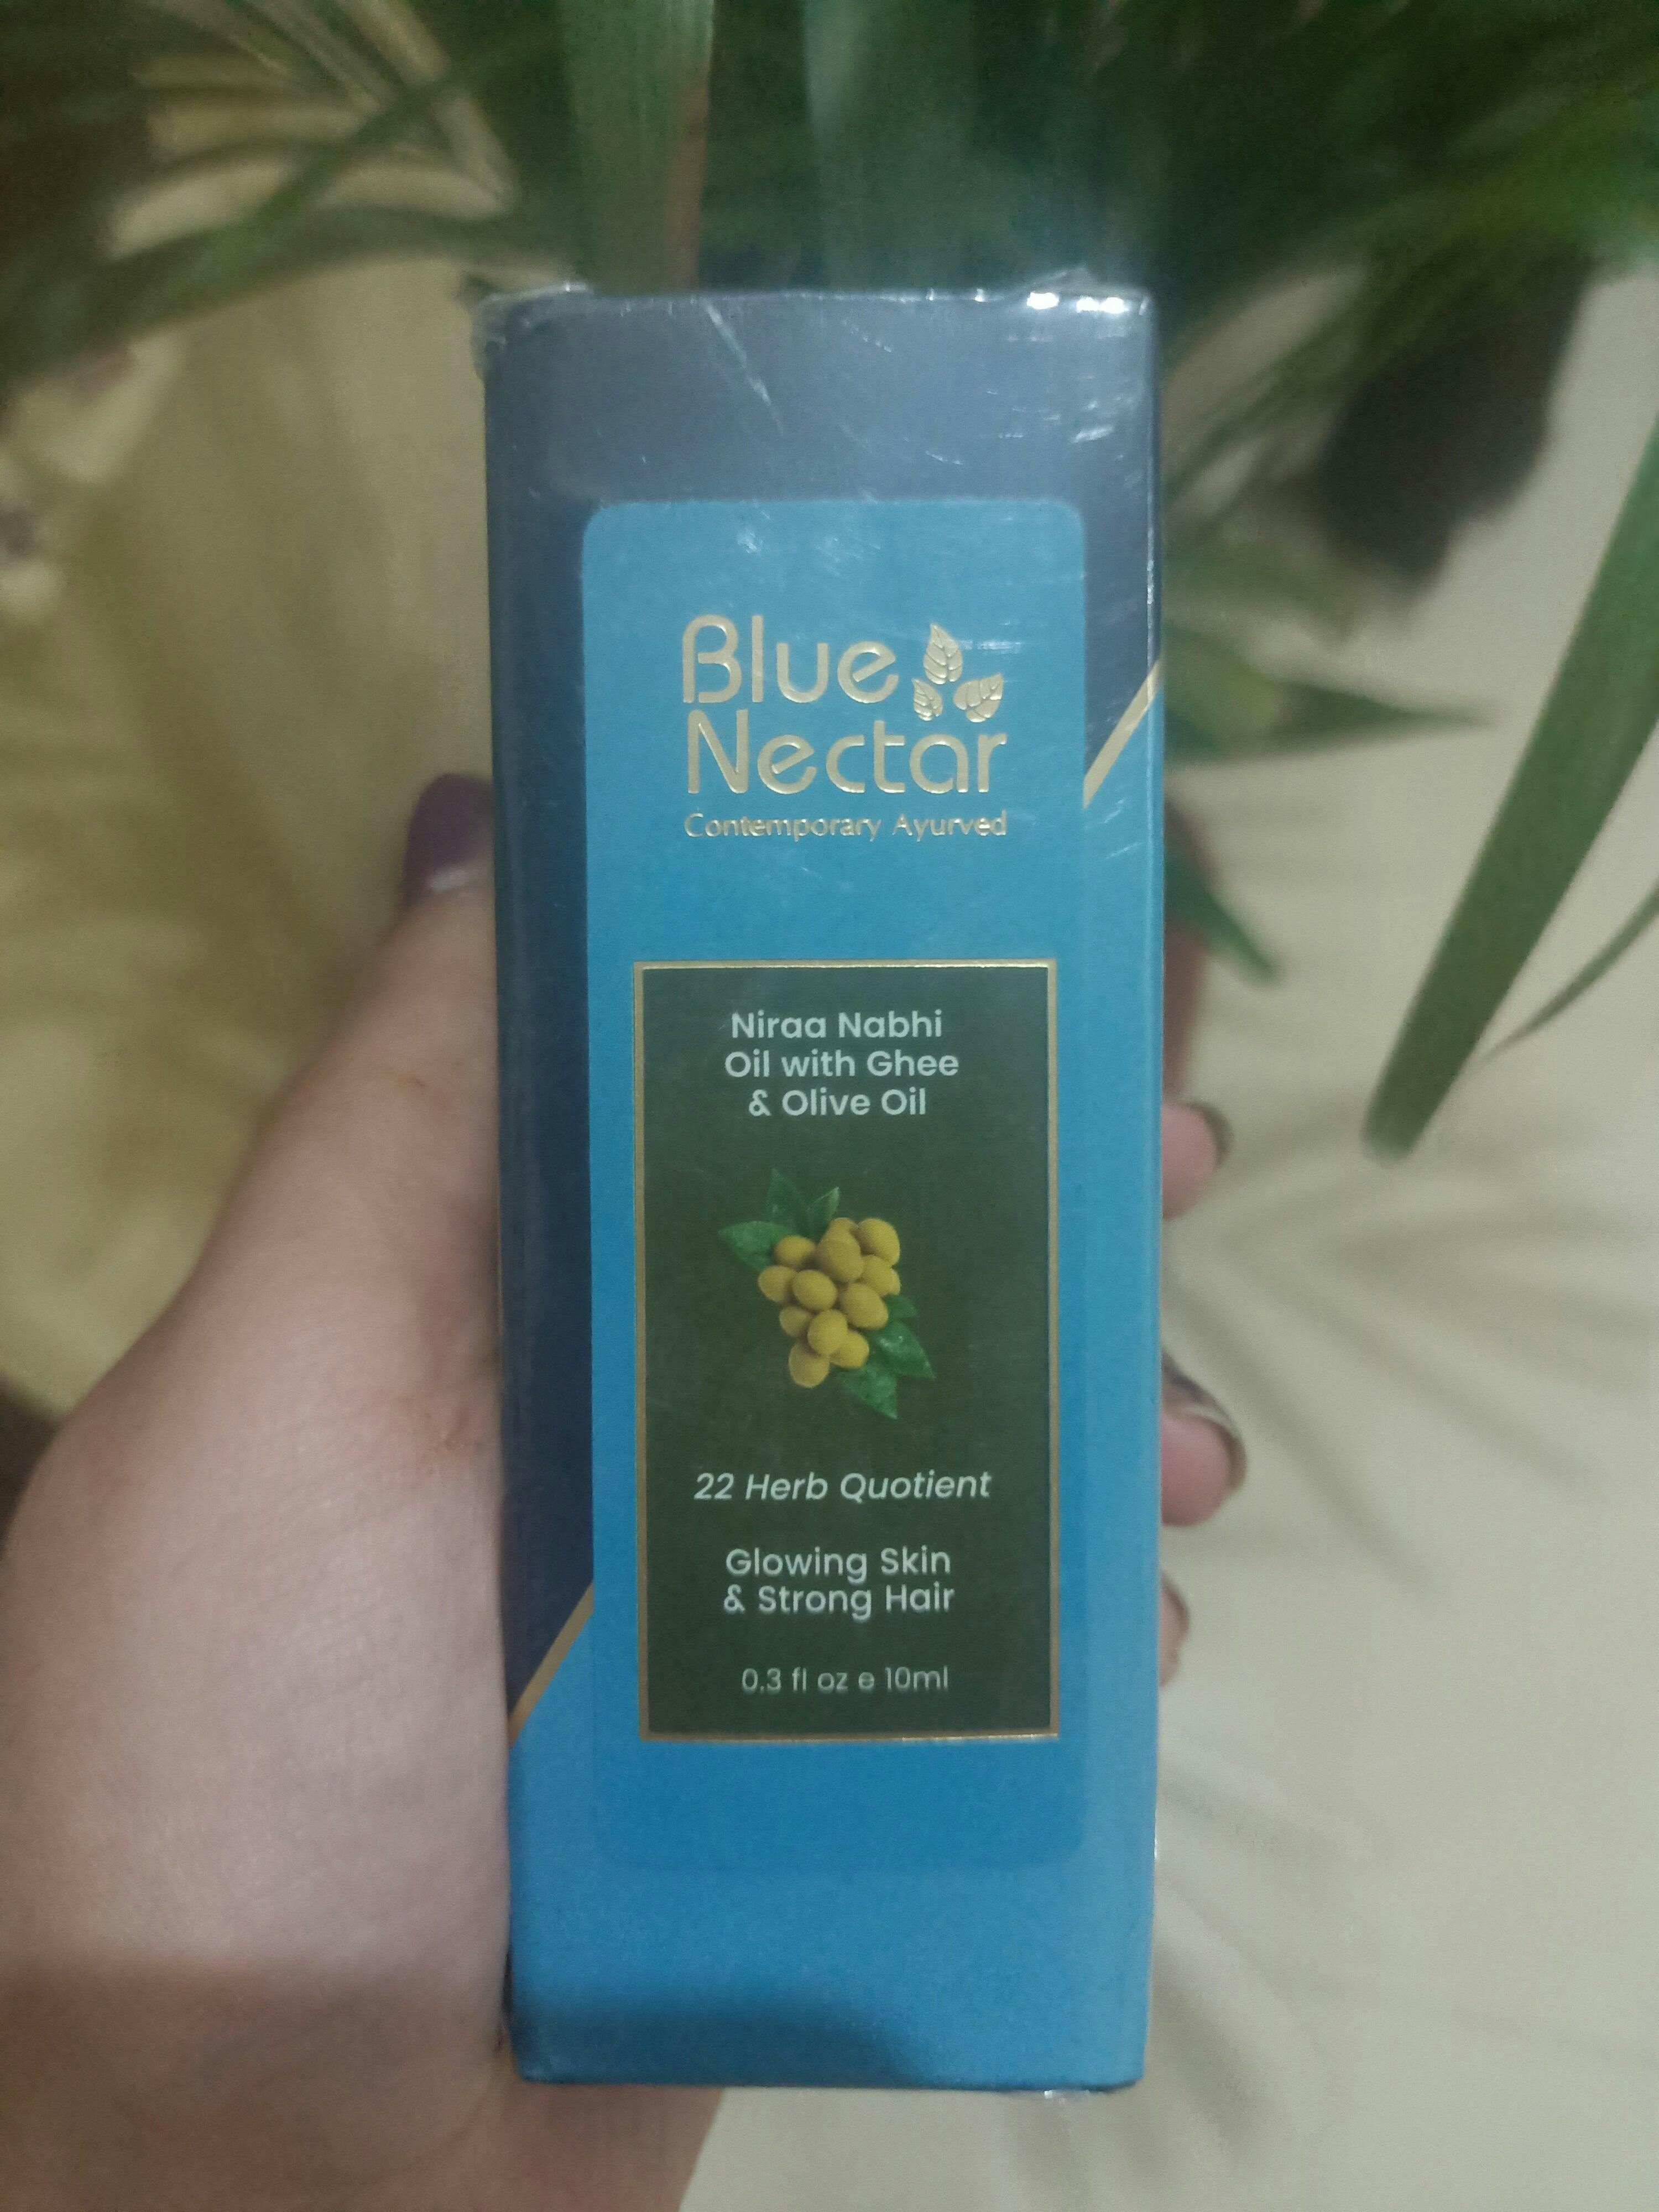 Blue
Nectar
Contemporary Ayurved
Niraa Nabhi
Oil with Ghee
& Olive Oil
22 Herb Quotient
Glowing Skin
& Strong Hair
0.3 fl oz e 10ml